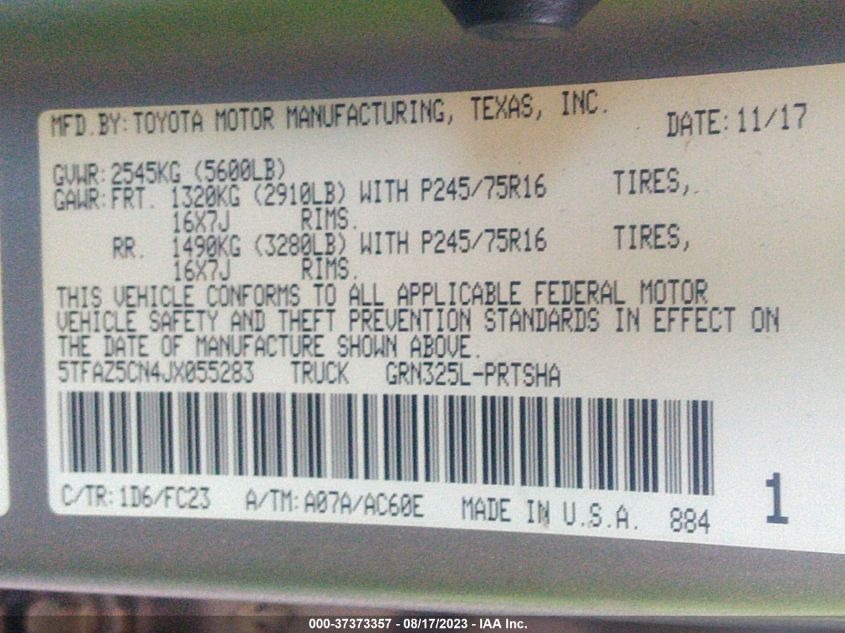 MFD.BY: TOYOTA MOTOR MANUFACTURING, TEXAS, INC. DATE: 11/17
GVWR: 2545KG (5600LB)
GAWR: FRT. 1320KG (2910LB) WITH P245/75R16 TIRES,
16X7J RIMS.
RR. 1490KG (3280LB) WITH P245/75R16 TIRES,
16X7J RIMS.
THIS VEHICLE CONFORMS TO ALL APPLICABLE FEDERAL MOTOR
VEHICLE SAFETY AND THEFT PREVENTION STANDARDS IN EFFECT ON
THE DATE OF MANUFACTURE SHOWN ABOVE.
5TFAZ5CN4JX055283 TRUCK GRN325L-PRTSHA
C/TR: 1D6/FC23 A/TM: A07A/AC60E MADE IN U.S.A. 884 1
000-37373357 - 08/17/2023 - IAA Inc.